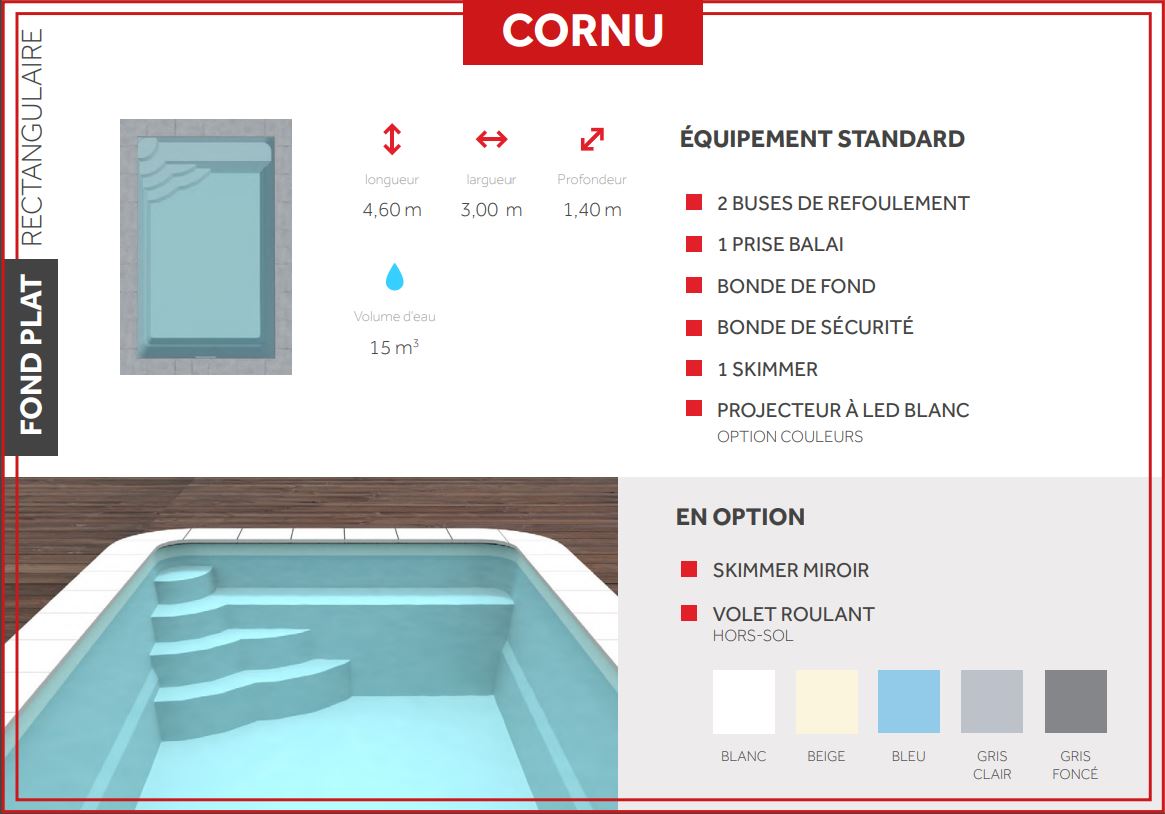 CORNU
RECTANGULAIRE
FOND PLAT
longueur
4,60 m
largueur
3,00 m
Profondeur
1,40 m
Volume d'eau
15 m³
ÉQUIPEMENT STANDARD
2 BUSES DE REFOULEMENT
1 PRISE BALAI
BONDE DE FOND
BONDE DE SÉCURITÉ
1 SKIMMER
PROJECTEUR À LED BLANC
OPTION COULEURS
EN OPTION
SKIMMER MIROIR
VOLET ROULANT
HORS-SOL
BLANC
BEIGE
BLEU
GRIS
CLAIR
GRIS
FONCÉ